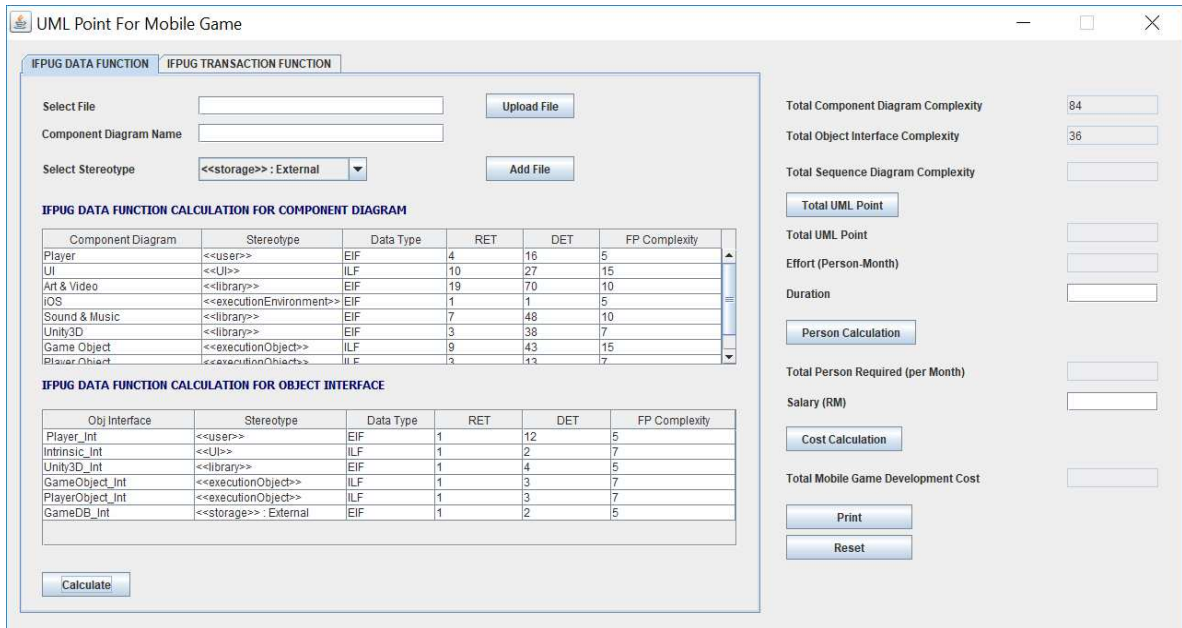 UML Point For Mobile Game
IFPUG DATA FUNCTION IFPUG TRANSACTION FUNCTION
Select File Upload File
Component Diagram Name
Select Stereotype <<storage>> : External Add File
IFPUG DATA FUNCTION CALCULATION FOR COMPONENT DIAGRAM
Component Diagram Stereotype Data Type RET DET FP Complexity
Player <<user>> EIF 4 16 5
UI <<UI>> ILF 10 27 15
Art & Video <<library>> EIF 19 70 10
iOS <<executionEnvironment>> EIF 1 1 5
Sound & Music <<library>> EIF 7 48 10
Unity3D <<library>> EIF 3 38 7
Game Object <<executionObject>> ILF 9 43 15
Player Object <<executionObject>> ILF 3 13 7
IFPUG DATA FUNCTION CALCULATION FOR OBJECT INTERFACE
Obj Interface Stereotype Data Type RET DET FP Complexity
Player_Int <<user>> EIF 1 12 5
Intrinsic_Int <<UI>> ILF 1 2 7
Unity3D_Int <<library>> EIF 1 4 5
GameObject_Int <<executionObject>> ILF 1 3 7
PlayerObject_Int <<executionObject>> ILF 1 3 7
GameDB_Int <<storage>> : External EIF 1 2 5
Calculate
Total Component Diagram Complexity 84
Total Object Interface Complexity 36
Total Sequence Diagram Complexity
Total UML Point
Total UML Point
Effort (Person-Month)
Duration
Person Calculation
Total Person Required (per Month)
Salary (RM)
Cost Calculation
Total Mobile Game Development Cost
Print
Reset